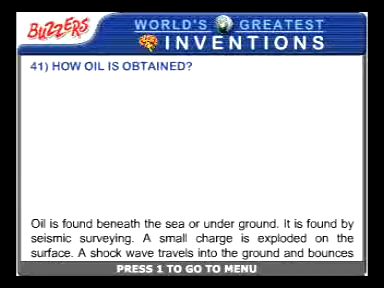 BUZZERS
WORLD'S GREATEST
INVENTIONS
41) HOW OIL IS OBTAINED?
Oil is found beneath the sea or under ground. It is found by
seismic surveying. A small charge is exploded on the
surface. A shock wave travels into the ground and bounces
PRESS 1 TO GO TO MENU